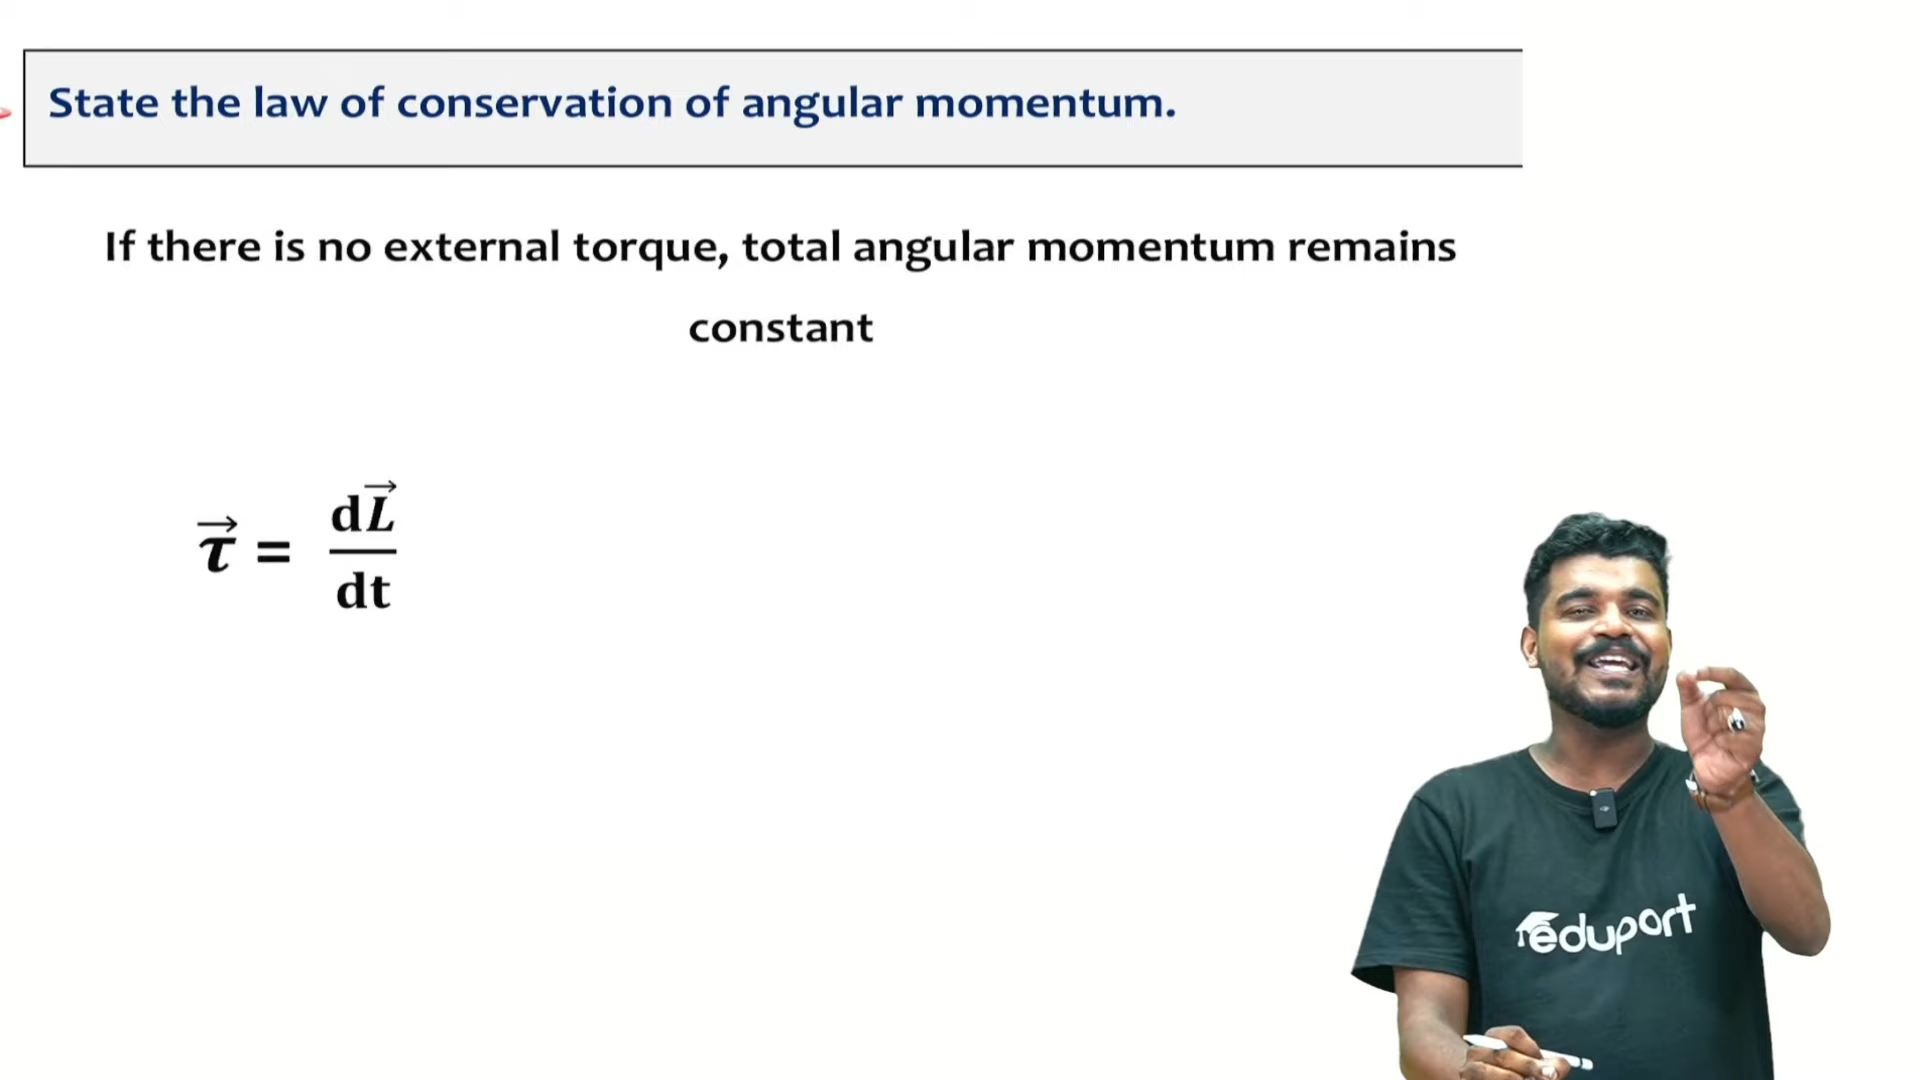 State the law of conservation of angular momentum.
If there is no external torque, total angular momentum remains
constant
τ⃗ = dL⃗/dt
eduport